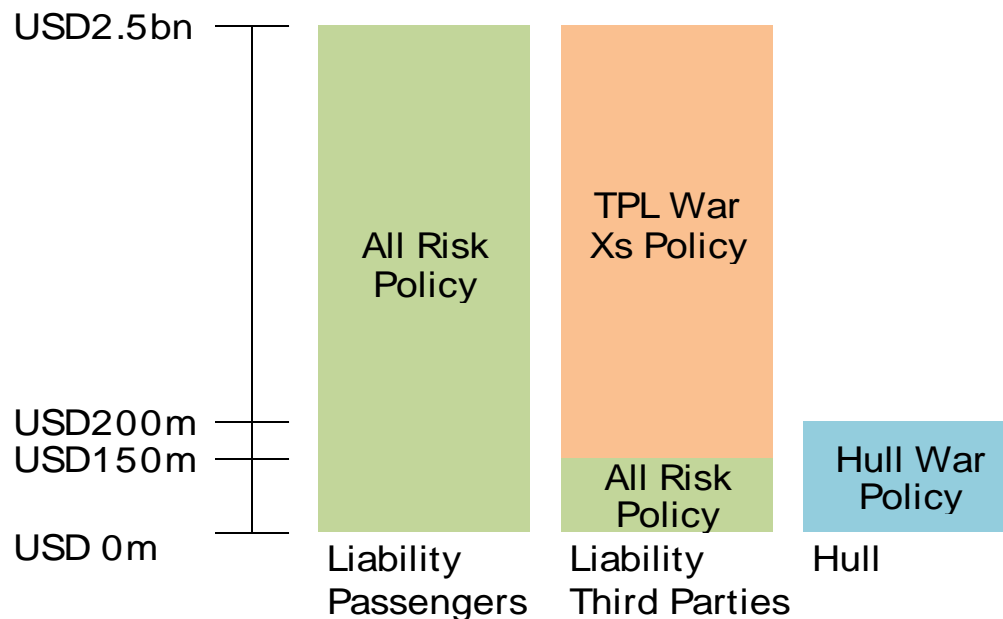 USD2.5bn
USD200m
USD150m
USD 0m
All Risk
Policy
TPL War
Xs Policy
All Risk
Policy
Hull War
Policy
Liability
Passengers
Liability
Third Parties
Hull